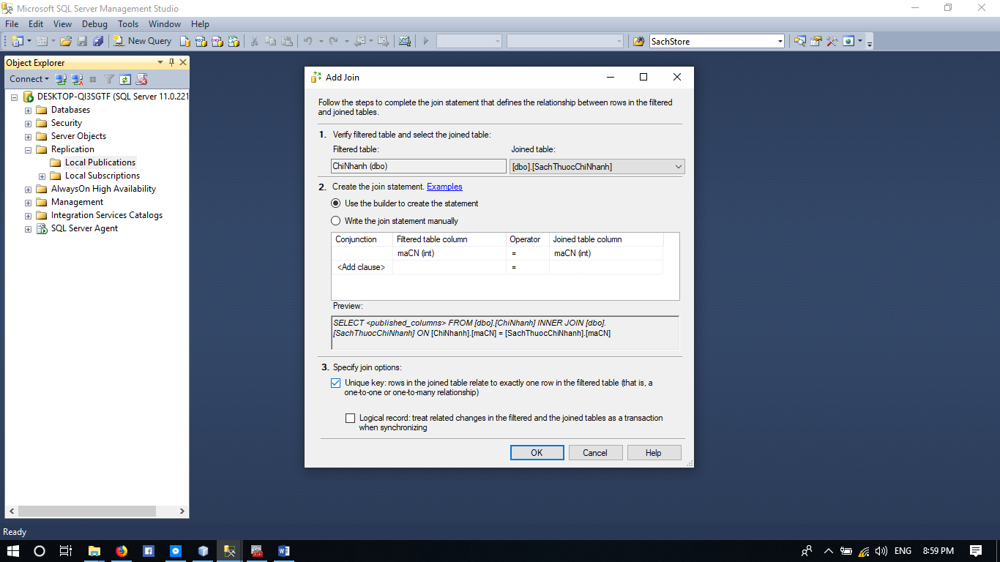 Microsoft SQL Server Management Studio
File Edit View Debug Tools Window Help
New Query
SachStore
Object Explorer
Connect
DESKTOP-QI3SGTF (SQL Server 11.0.221
Databases
Security
Server Objects
Replication
Local Publications
Local Subscriptions
AlwaysOn High Availability
Management
Integration Services Catalogs
SQL Server Agent
Add Join
Follow the steps to complete the join statement that defines the relationship between rows in the filtered
and joined tables.
1. Verify filtered table and select the joined table:
Filtered table: Joined table:
ChiNhanh (dbo) [dbo].[SachThuocChiNhanh]
2. Create the join statement. Examples
Use the builder to create the statement
Write the join statement manually
Conjunction Filtered table column Operator Joined table column
maCN (int) = maCN (int)
<Add clause> =
Preview:
SELECT <published_columns> FROM [dbo].[ChiNhanh] INNER JOIN [dbo].
[SachThuocChiNhanh] ON [ChiNhanh].[maCN] = [SachThuocChiNhanh].[maCN]
3. Specify join options:
Unique key: rows in the joined table relate to exactly one row in the filtered table (that is, a
one-to-one or one-to-many relationship)
Logical record: treat related changes in the filtered and the joined tables as a transaction
when synchronizing
OK Cancel Help
Ready
ENG 8:59 PM